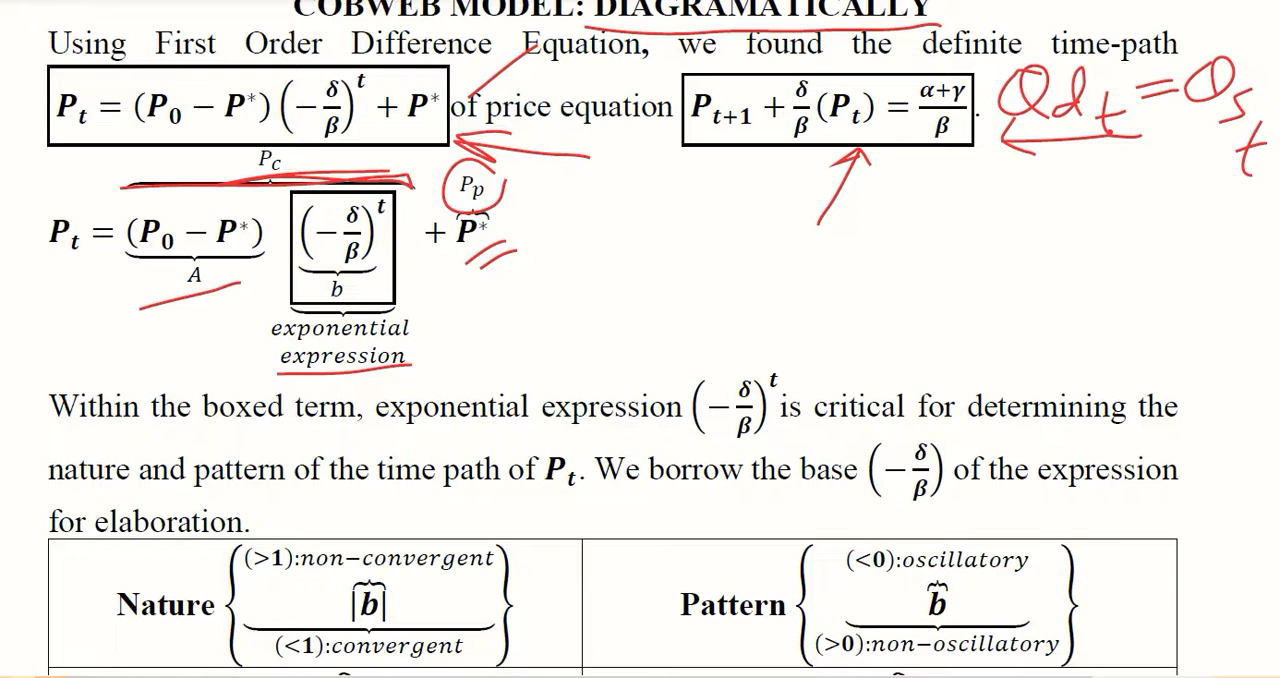 COBWEB MODEL: DIAGRAMATICALLY
Using First Order Difference Equation, we found the definite time-path
P_t = (P_0 − P*) (−δ/β)^t + P* of price equation P_{t+1} + δ/β (P_t) = α+γ/β . Qd_t = Q_{s_t}
P_c
P_p
P_t = (P_0 − P*) (−δ/β)^t + P*
A
b
exponential
expression
Within the boxed term, exponential expression (−δ/β)^t is critical for determining the
nature and pattern of the time path of P_t. We borrow the base (−δ/β) of the expression
for elaboration.
(>1):non−convergent
Nature { |b| }
(<1):convergent
(<0):oscillatory
Pattern { b }
(>0):non−oscillatory